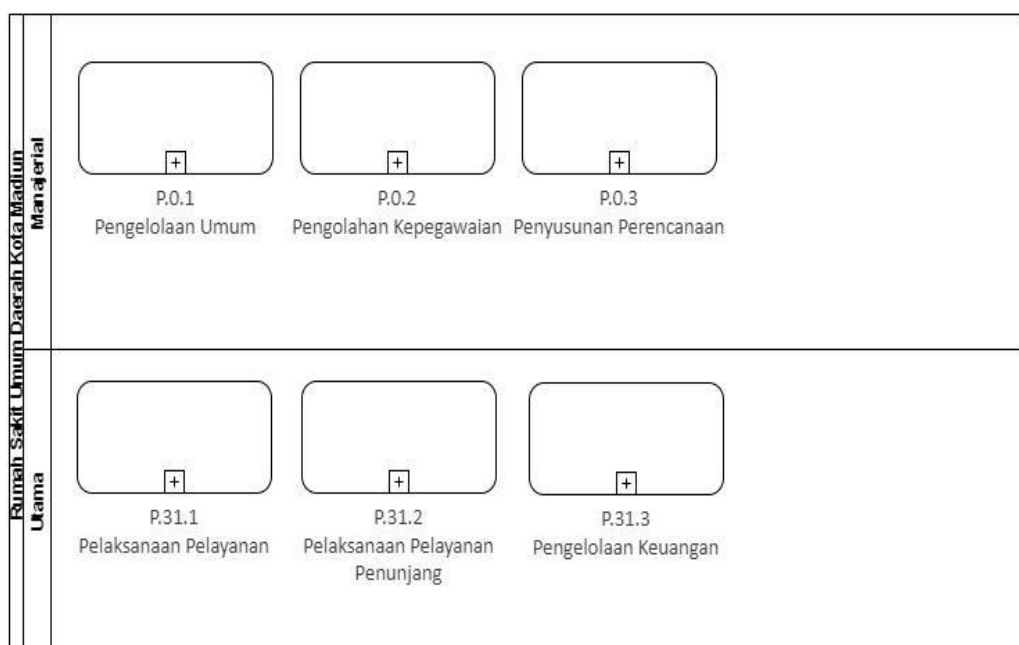 Rumah Sakit Umum Daerah Kota Madiun
Manajerial
+
P.0.1
Pengelolaan Umum
+
P.0.2
Pengolahan Kepegawaian
+
P.0.3
Penyusunan Perencanaan
Utama
+
P.31.1
Pelaksanaan Pelayanan
+
P.31.2
Pelaksanaan Pelayanan
Penunjang
+
P.31.3
Pengelolaan Keuangan